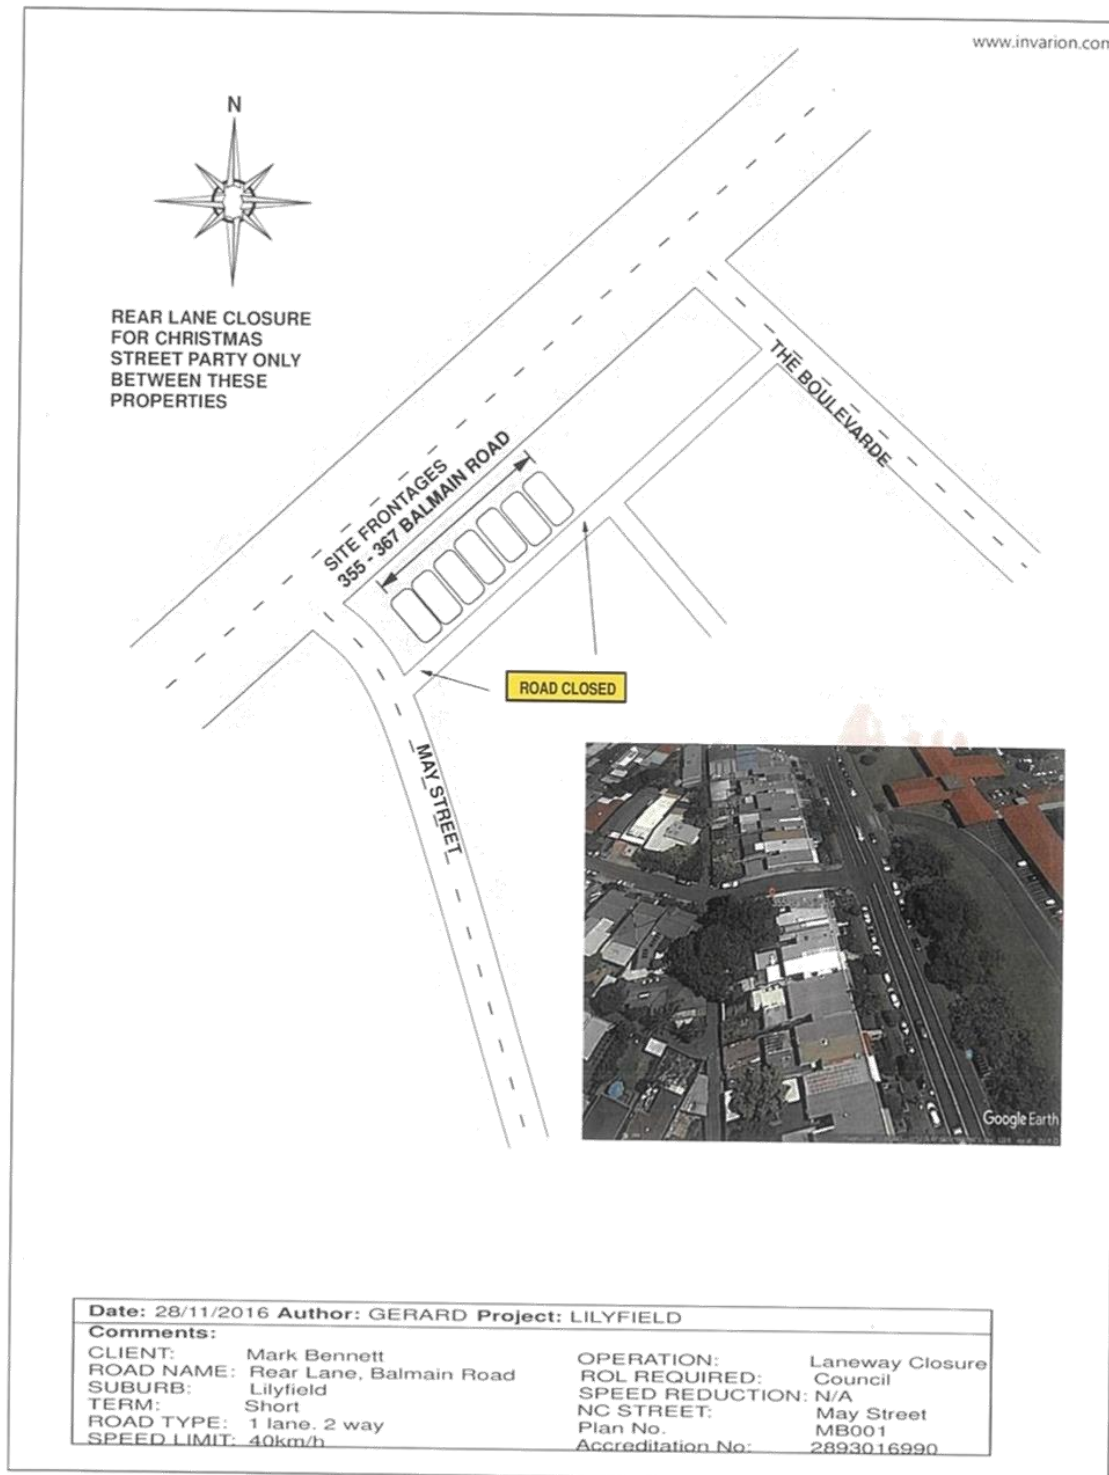 www.invarion.com
N
REAR LANE CLOSURE
FOR CHRISTMAS
STREET PARTY ONLY
BETWEEN THESE
PROPERTIES
THE BOULEVARDE
SITE FRONTAGES
355 - 367 BALMAIN ROAD
ROAD CLOSED
MAY STREET
Google Earth
Date: 28/11/2016 Author: GERARD Project: LILYFIELD
Comments:
CLIENT: Mark Bennett
ROAD NAME: Rear Lane, Balmain Road
SUBURB: Lilyfield
TERM: Short
ROAD TYPE: 1 lane. 2 way
SPEED LIMIT: 40km/h
OPERATION: Laneway Closure
ROL REQUIRED: Council
SPEED REDUCTION: N/A
NC STREET: May Street
Plan No. MB001
Accreditation No: 2893016990